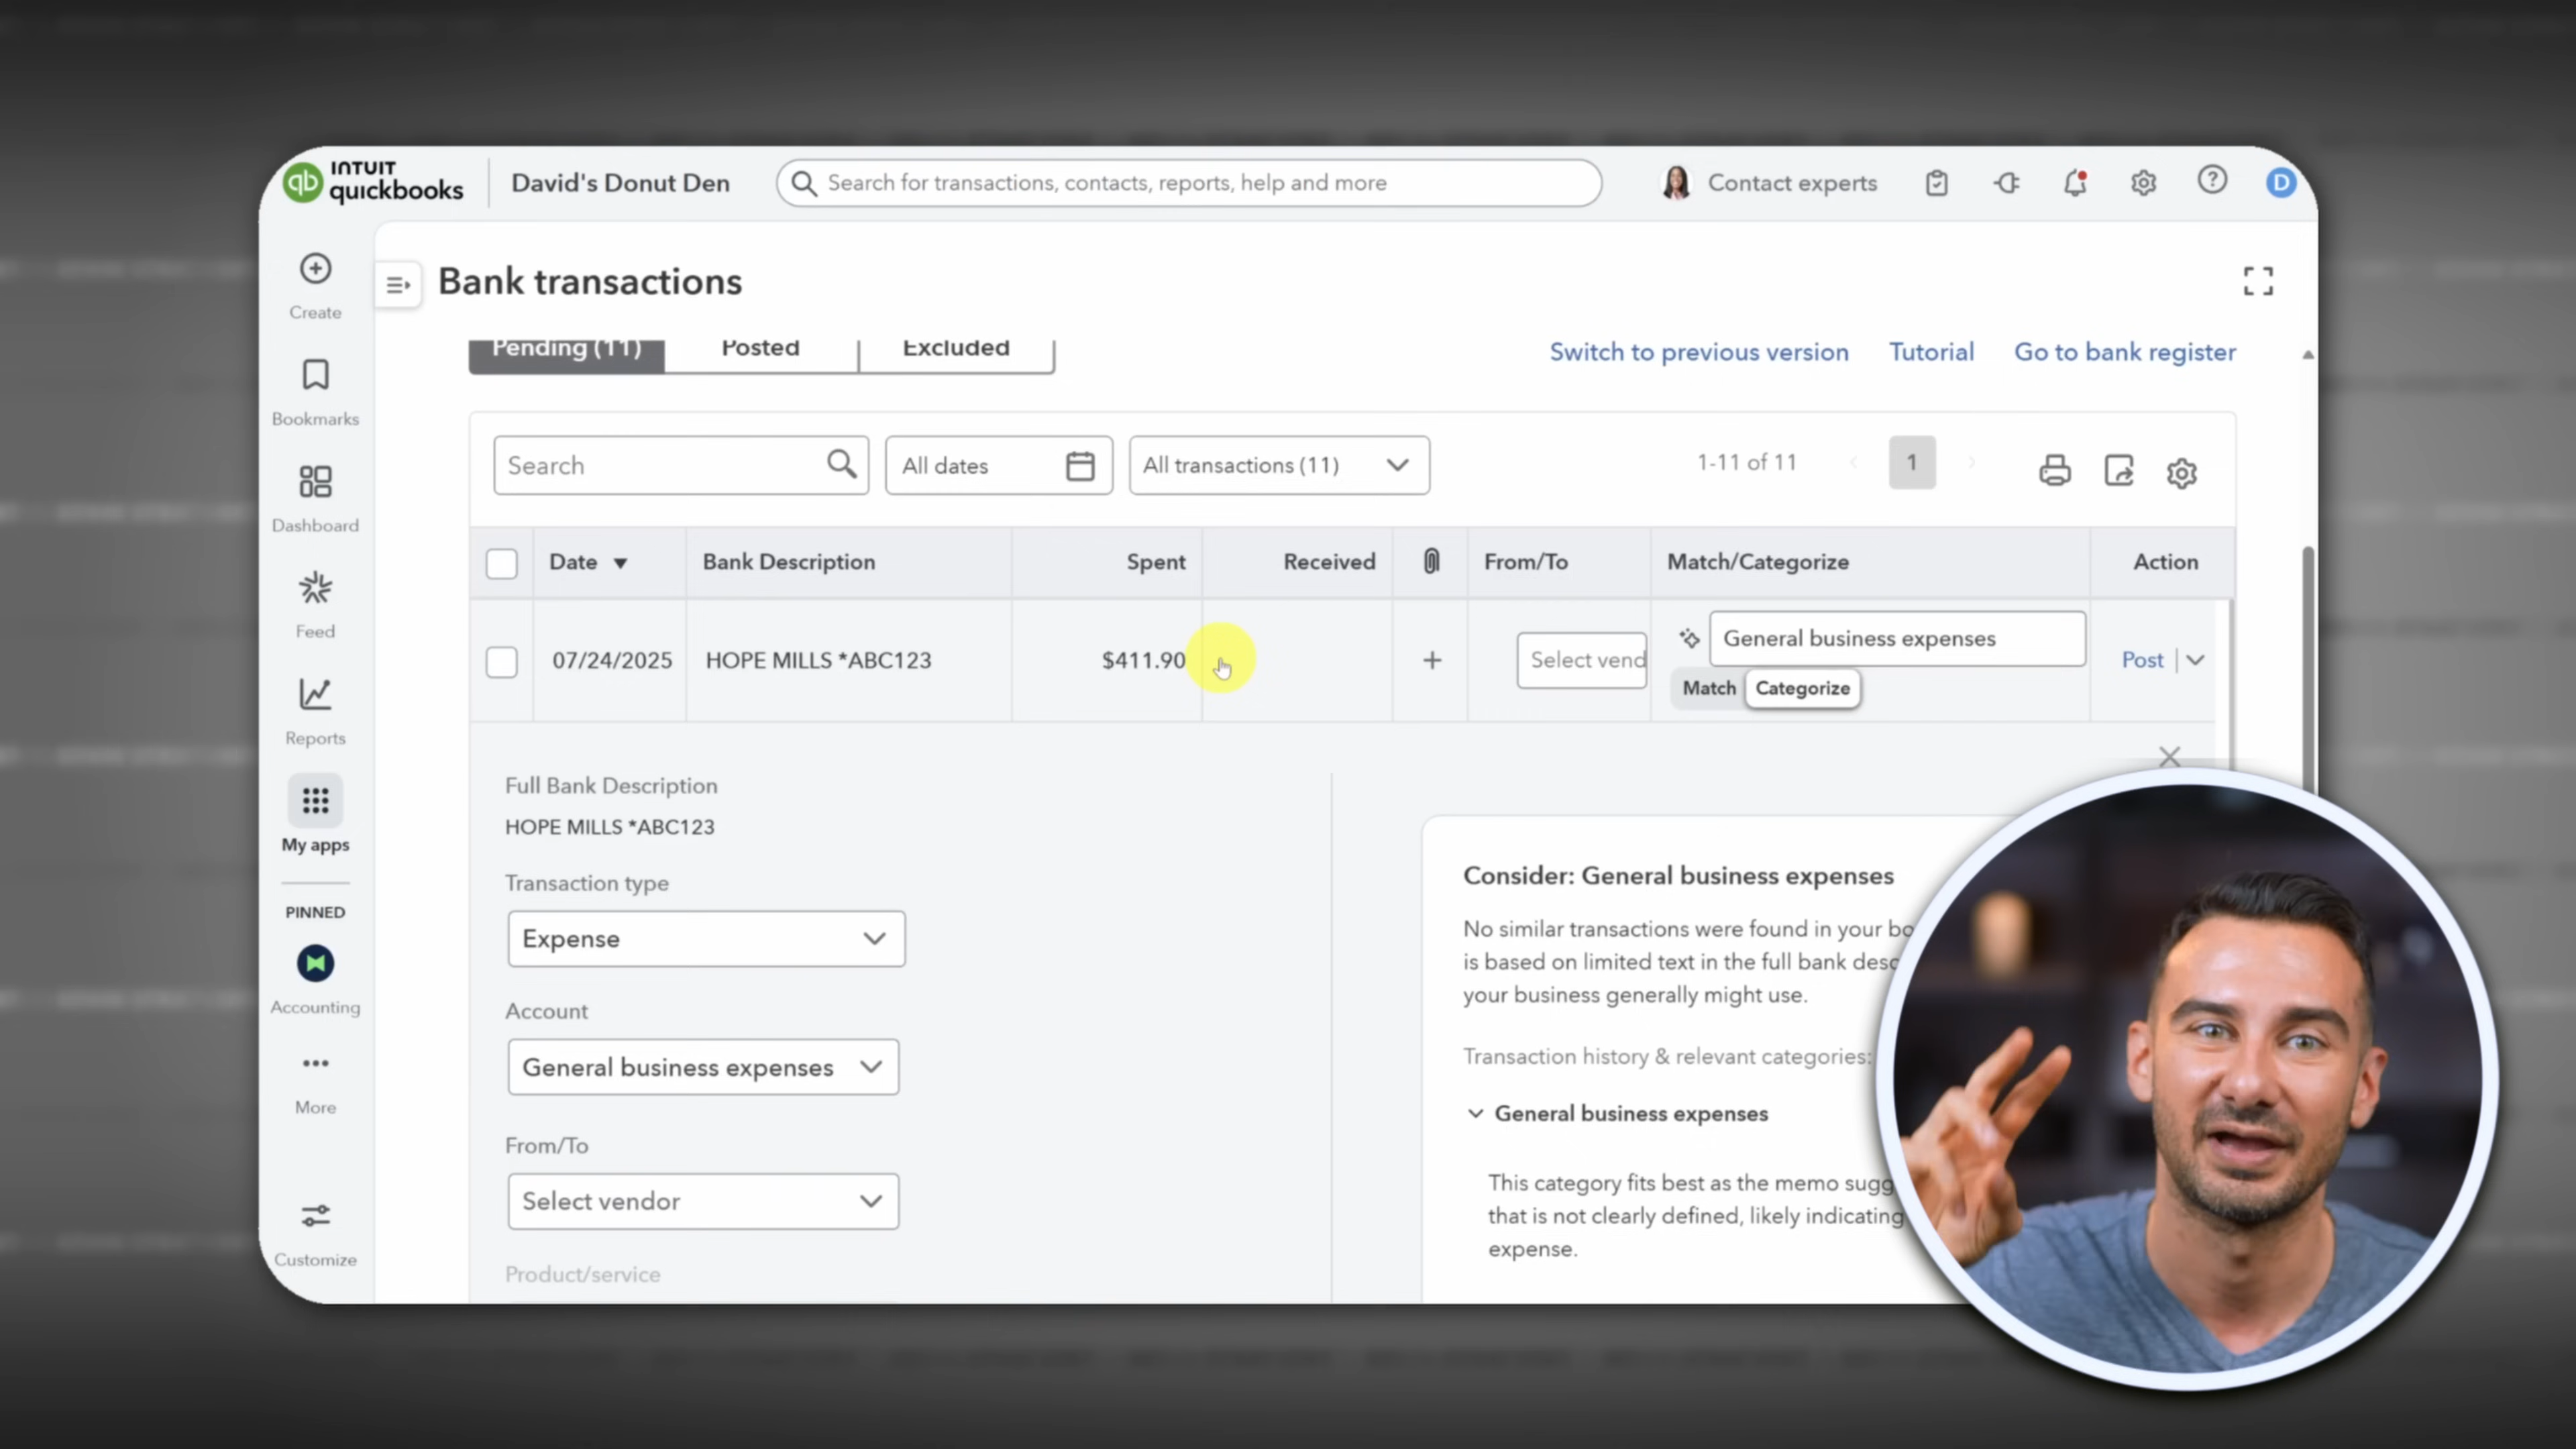 INTUIT
quickbooks
David's Donut Den
Search for transactions, contacts, reports, help and more
Contact experts
D
Create
Bookmarks
Dashboard
Feed
Reports
My apps
PINNED
Accounting
More
Customize
Bank transactions
Pending (11)
Posted
Excluded
Switch to previous version
Tutorial
Go to bank register
Search
All dates
All transactions (11)
1-11 of 11
1
Date
Bank Description
Spent
Received
From/To
Match/Categorize
Action
07/24/2025
HOPE MILLS *ABC123
$411.90
Select vend
General business expenses
Match
Categorize
Post
Full Bank Description
HOPE MILLS *ABC123
Transaction type
Expense
Account
General business expenses
From/To
Select vendor
Product/service
Consider: General business expenses
No similar transactions were found in your bo
is based on limited text in the full bank desc
your business generally might use.
Transaction history & relevant categories:
General business expenses
This category fits best as the memo sugg
that is not clearly defined, likely indicating
expense.